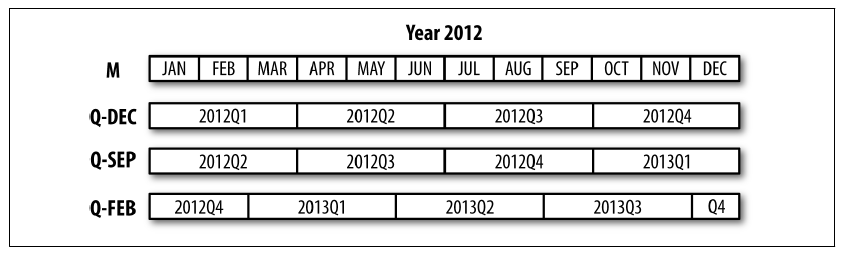 Year 2012
M JAN FEB MAR APR MAY JUN JUL AUG SEP OCT NOV DEC
Q-DEC 2012Q1 2012Q2 2012Q3 2012Q4
Q-SEP 2012Q2 2012Q3 2012Q4 2013Q1
Q-FEB 2012Q4 2013Q1 2013Q2 2013Q3 Q4